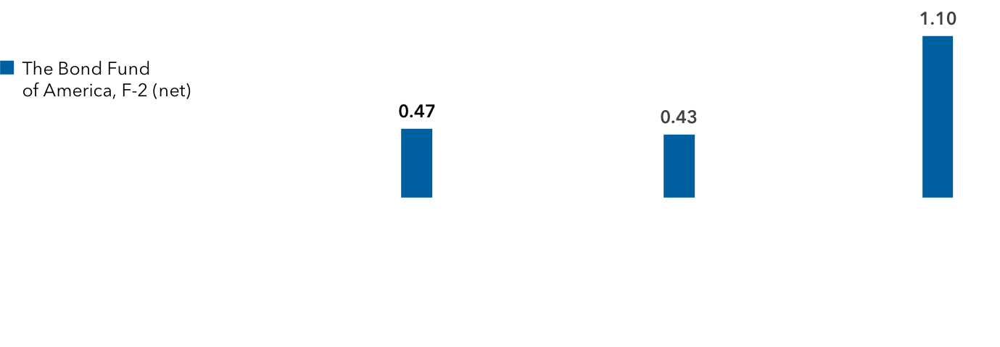 1.10
The Bond Fund
of America, F-2 (net)
0.47
0.43